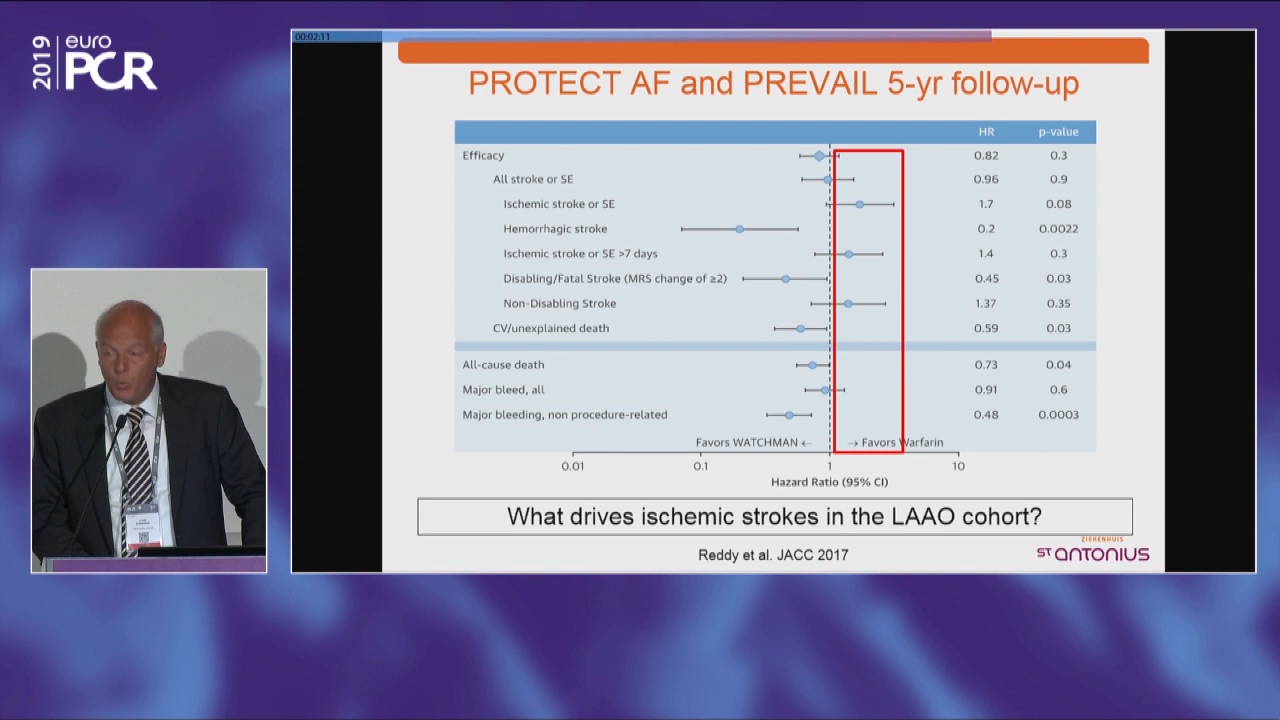 2019
euro
PCR
00:02:11
PROTECT AF and PREVAIL 5-yr follow-up
HR p-value
Efficacy 0.82 0.3
All stroke or SE 0.96 0.9
Ischemic stroke or SE 1.7 0.08
Hemorrhagic stroke 0.2 0.0022
Ischemic stroke or SE >7 days 1.4 0.3
Disabling/Fatal Stroke (MRS change of ≥2) 0.45 0.03
Non-Disabling Stroke 1.37 0.35
CV/unexplained death 0.59 0.03
All-cause death 0.73 0.04
Major bleed, all 0.91 0.6
Major bleeding, non procedure-related 0.48 0.0003
Favors WATCHMAN ← → Favors Warfarin
0.01 0.1 1 10
Hazard Ratio (95% CI)
What drives ischemic strokes in the LAAO cohort?
Reddy et al. JACC 2017
ZIEKENHUIS
ST ANTONIUS